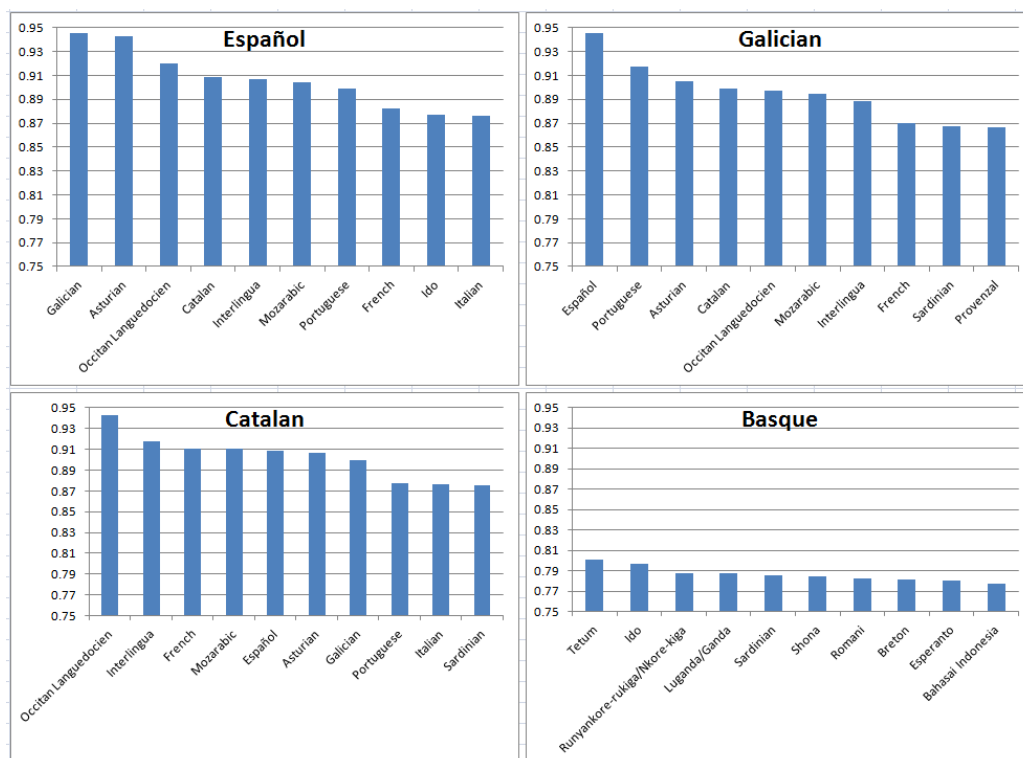 Español
0.95
0.93
0.91
0.89
0.87
0.85
0.83
0.81
0.79
0.77
0.75
Galician
Asturian
Occitan Languedocien
Catalan
Interlingua
Mozarabic
Portuguese
French
Ido
Italian
Galician
0.95
0.93
0.91
0.89
0.87
0.85
0.83
0.81
0.79
0.77
0.75
Español
Portuguese
Asturian
Catalan
Occitan Languedocien
Mozarabic
Interlingua
French
Sardinian
Provenzal
Catalan
0.95
0.93
0.91
0.89
0.87
0.85
0.83
0.81
0.79
0.77
0.75
Occitan Languedocien
Interlingua
French
Mozarabic
Español
Asturian
Galician
Portuguese
Italian
Sardinian
Basque
0.95
0.93
0.91
0.89
0.87
0.85
0.83
0.81
0.79
0.77
0.75
Tetum
Ido
Runyankore-rukiga/Nkore-kiga
Luganda/Ganda
Sardinian
Shona
Romani
Breton
Esperanto
Bahasai Indonesia